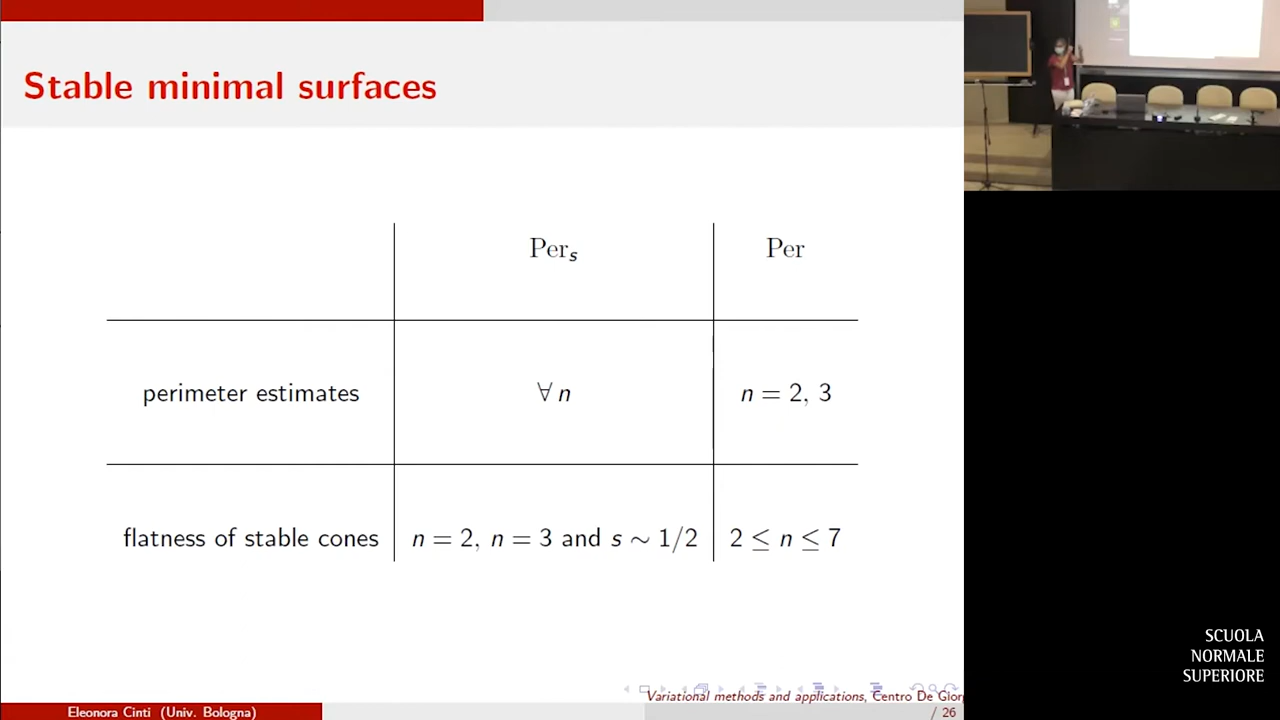 Stable minimal surfaces
Per_s Per
perimeter estimates ∀ n n = 2, 3
flatness of stable cones n = 2, n = 3 and s ∼ 1/2 2 ≤ n ≤ 7
Variational methods and applications, Centro De Giorg
Eleonora Cinti (Univ. Bologna) / 26
SCUOLA
NORMALE
SUPERIORE